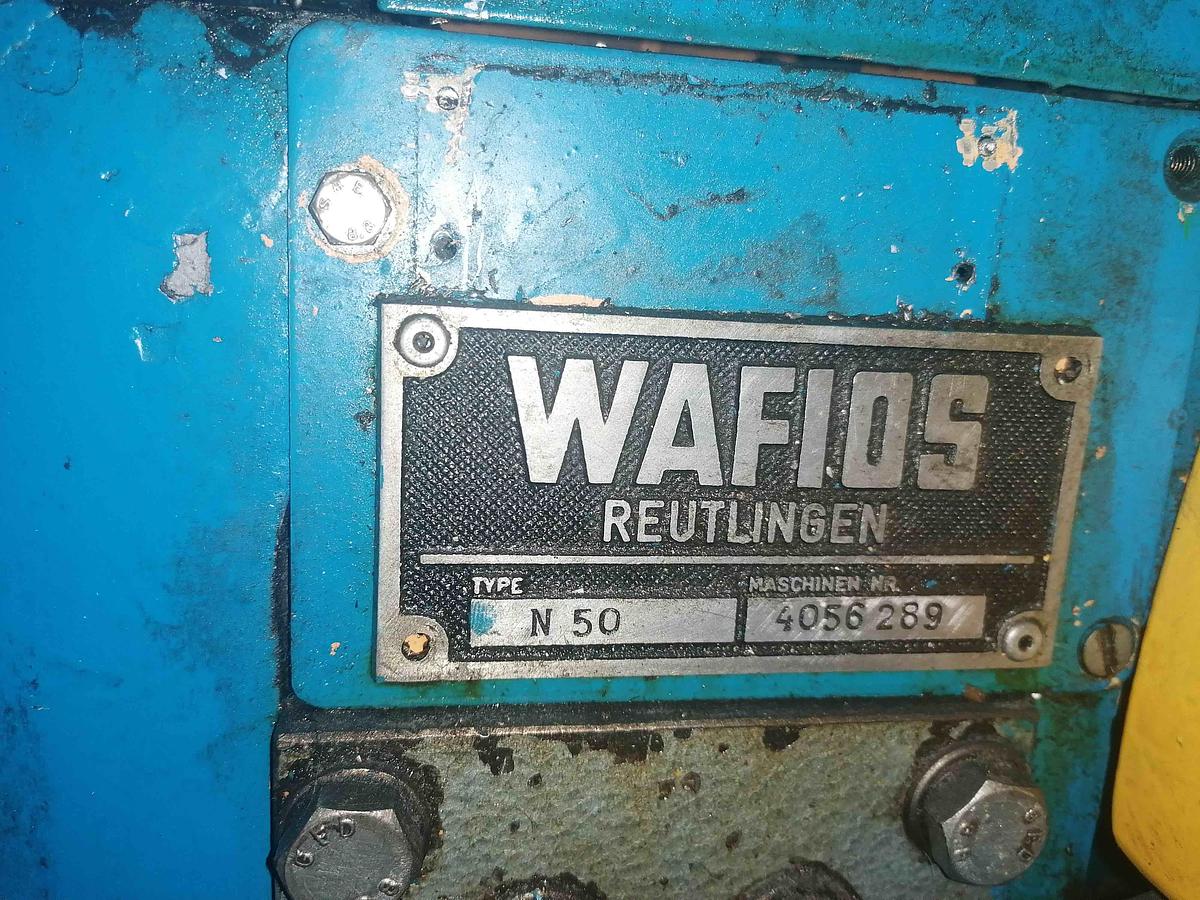 WAFIOS
REUTLINGEN
TYPE MASCHINEN NR.
N 50 4056 289